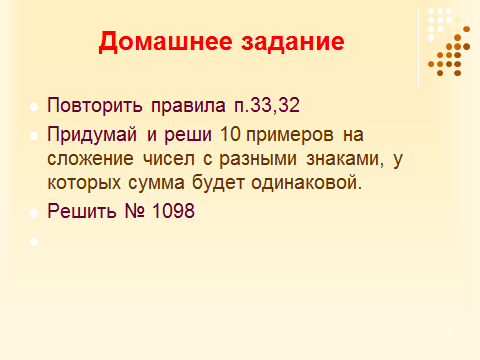 Домашнее задание
Повторить правила п.33,32
Придумай и реши 10 примеров на
сложение чисел с разными знаками, у
которых сумма будет одинаковой.
Решить № 1098